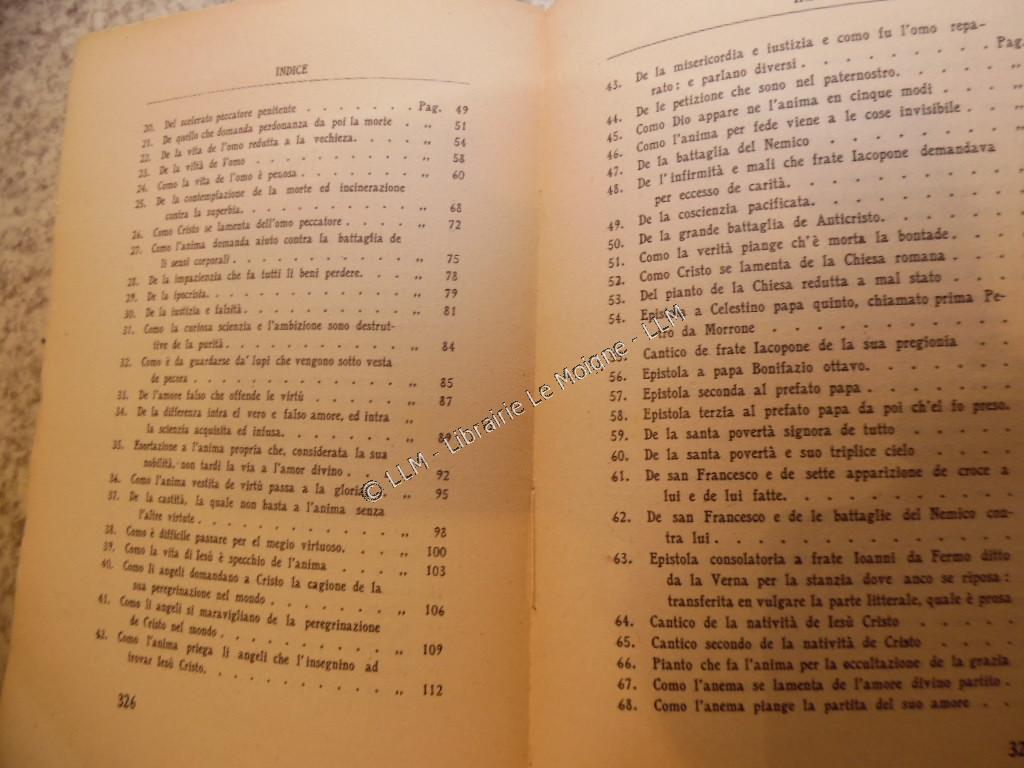 INDICE
20. Del scelerato peccatore penitente . . . . . . . Pag. 49
21. De quello che domanda perdonanza da poi la morte . „ 51
22. De la vita de l'omo redutta a la vechieza. . . . „ 54
23. De la viltà de l'omo . . . . . . . . . . „ 58
24. Como la vita de l'omo è penosa . . . . . . . „ 60
25. De la contemplazione de la morte ed incinerazione
contra la superbia. . . . . . . . . . . „ 68
26. Como Cristo se lamenta dell'omo peccatore . . . . „ 72
27. Como l'anima domanda aiuto contra la battaglia de
li sensi corporali . . . . . . . . . . . „ 75
28. De la impazienzia che fa tutti li beni perdere. . . . „ 78
29. De la ipocrisia. . . . . . . . . . . . „ 79
30. De la iustizia e falsità . . . . . . . . . . „ 81
31. Como la curiosa scienzia e l'ambizione sono destrut-
tive de la purità . . . . . . . . . . . „ 84
32. Como è da guardarse da' lupi che vengono sotto vesta
de pecora . . . . . . . . . . . . „ 85
33. De l'amore falso che offende le virtù . . . . . „ 87
34. De la differenza intra el vero e falso amore, ed intra
la scienzia acquisita ed infusa. . . . . . . . „
35. Esortazione a l'anima propria che, considerata la sua
nobilità, non tardi la via a l'amor divino . . . „ 92
36. Como l'anima vestita de virtù passa a la gloria . „ 95
37. De la castità, la quale non basta a l'anima senza
l'altre virtute . . . . . . . . . . . „ 98
38. Como è difficile passare per el megio virtuoso. . . . „ 100
39. Como la vita di Iesù è specchio de l'anima . . . . „ 103
40. Como li angeli domandano a Cristo la cagione de la
sua peregrinazione nel mondo . . . . . . . . „ 106
41. Como li angeli si maravigliano de la peregrinazione
de Cristo nel mondo . . . . . . . . . . „ 109
42. Como l'anima priega li angeli che l'insegnino ad
trovar Iesù Cristo. . . . . . . . . . . „ 112
326
43. De la misericordia e iustizia e como fu l'omo repa-
rato: e parlano diversi . . . . . . . . . Pag.
44. De le petizione che sono nel paternostro. . . . . „
45. Como Dio appare ne l'anima en cinque modi . . . „
46. Como l'anima per fede viene a le cose invisibile . . „
47. De la battaglia del Nemico . . . . . . . . „
48. De l'infirmità e mali che frate Iacopone demandava
per eccesso de carità. . . . . . . . . .
49. De la coscienzia pacificata. . . . . . . . .
50. De la grande battaglia de Anticristo. . . . . .
51. Como la verità piange ch'è morta la bontade . . .
52. Como Cristo se lamenta de la Chiesa romana . . .
53. Del pianto de la Chiesa redutta a mal stato . . .
54. Epistola a Celestino papa quinto, chiamato prima Pe-
tro da Morrone . . . . . . . . . .
55. Cantico de frate Iacopone de la sua pregionia . .
56. Epistola a papa Bonifazio ottavo. . . . . . .
57. Epistola seconda al prefato papa . . . . . . .
58. Epistola terzia al prefato papa da poi ch'el fo preso.
59. De la santa povertà signora de tutto . . . . .
60. De la santa povertà e suo triplice cielo . . . .
61. De san Francesco e de sette apparizione de croce a
lui e de lui fatte. . . . . . . . . . .
62. De san Francesco e de le battaglie del Nemico con-
tra lui . . . . . . . . . . . . .
63. Epistola consolatoria a frate Ioanni da Fermo ditto
da la Verna per la stanzia dove anco se riposa:
transferita en vulgare la parte litterale, quale è prosa
64. Cantico de la natività de Iesù Cristo . . . . .
65. Cantico secondo de la natività de Cristo . . . .
66. Pianto che fa l'anima per la occultazione de la grazia
67. Como l'anema se lamenta de l'amore divino partito .
68. Como l'anema piange la partita del suo amore . .
32
© LLM - Librairie Le Moigne - LLM